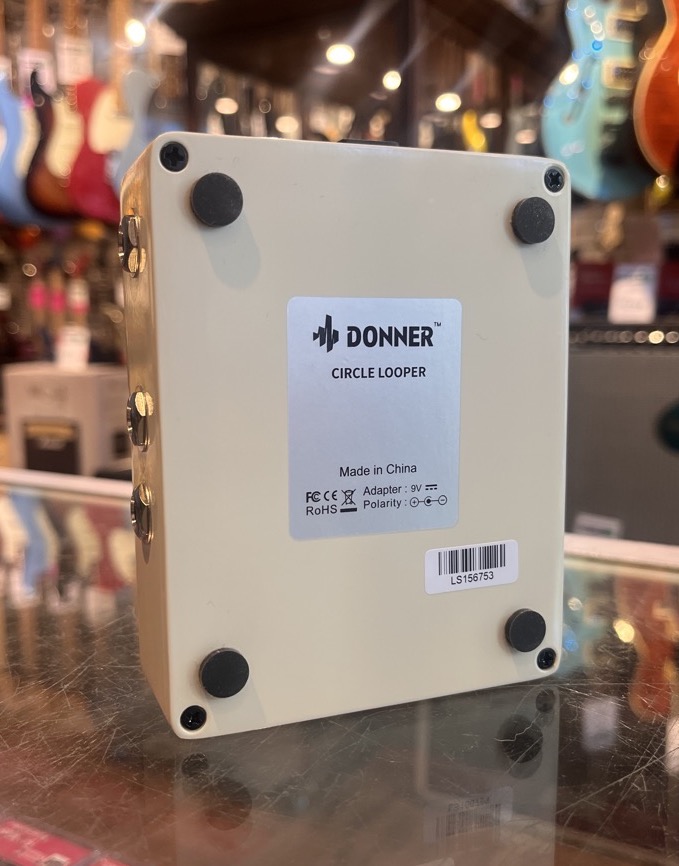 DONNER™
CIRCLE LOOPER
Made in China
FC CE Adapter : 9V
RoHS Polarity :
LS156753